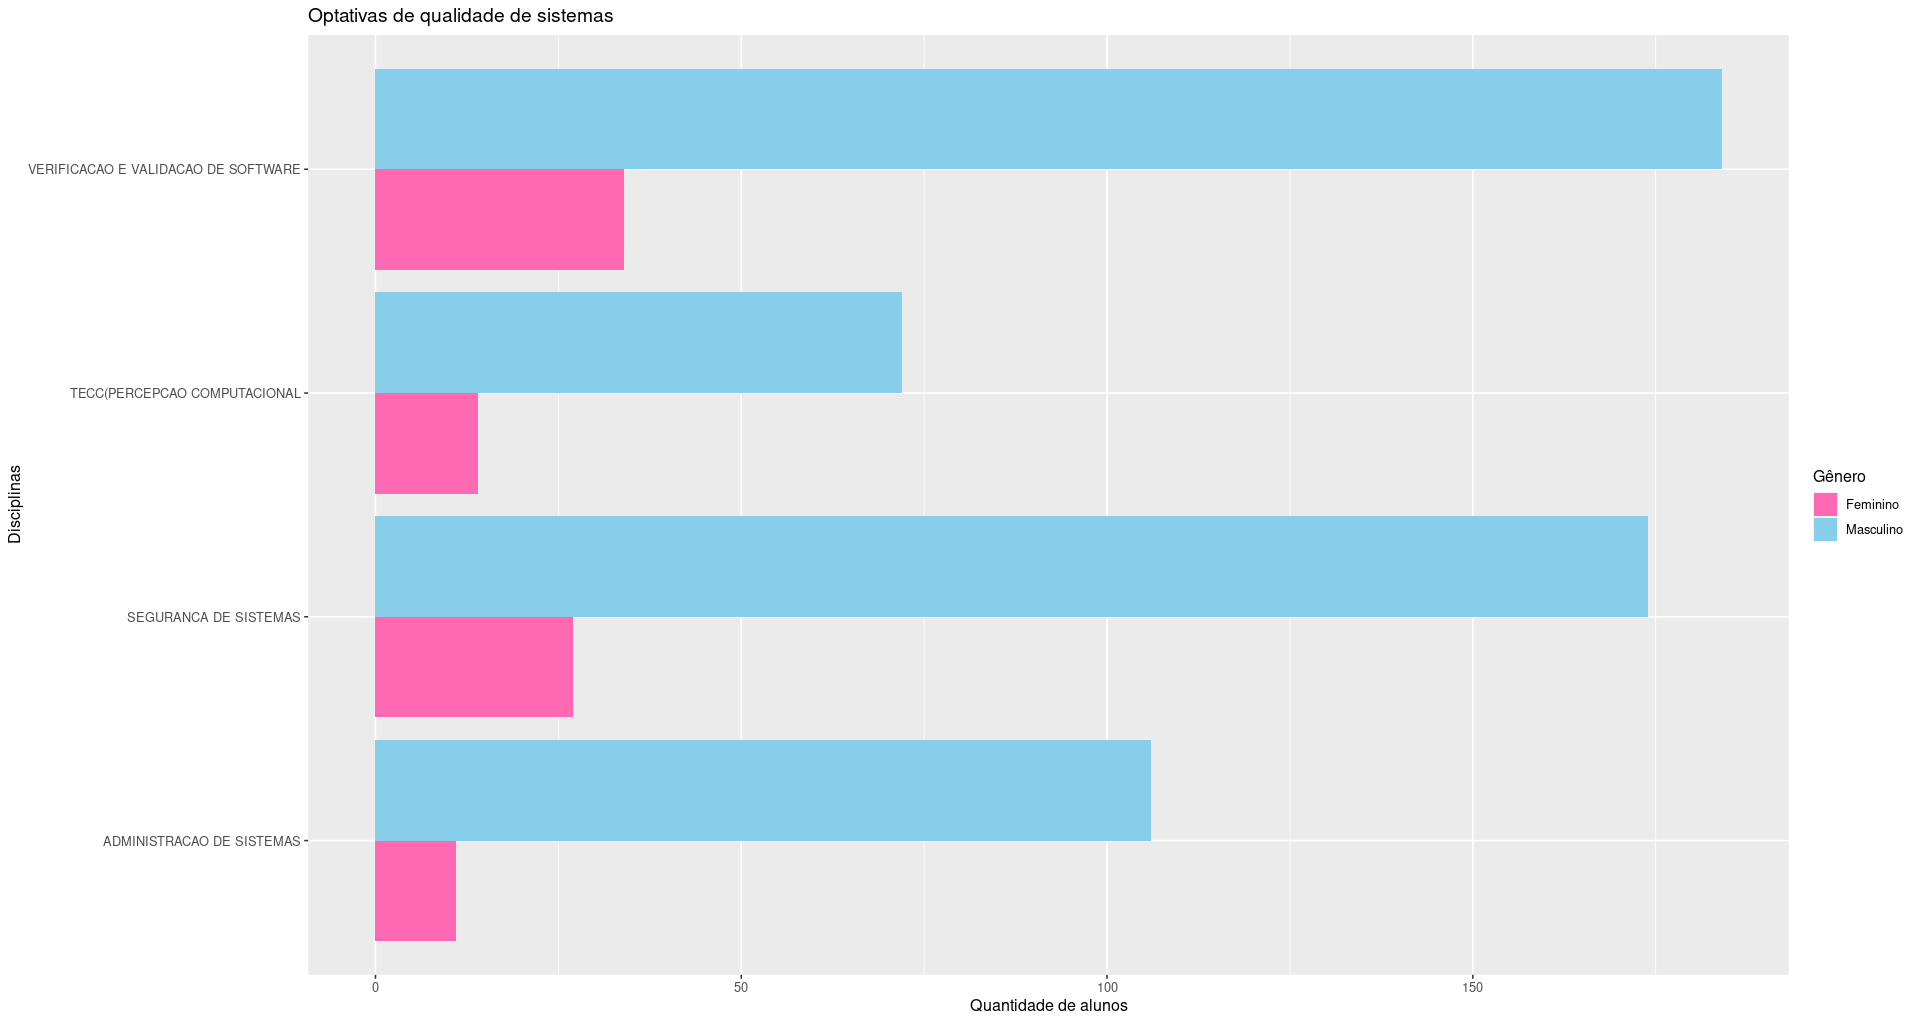 Optativas de qualidade de sistemas
Disciplinas
VERIFICACAO E VALIDACAO DE SOFTWARE
TECC(PERCEPCAO COMPUTACIONAL
SEGURANCA DE SISTEMAS
ADMINISTRACAO DE SISTEMAS
0 50 100 150
Quantidade de alunos
Gênero
Feminino
Masculino